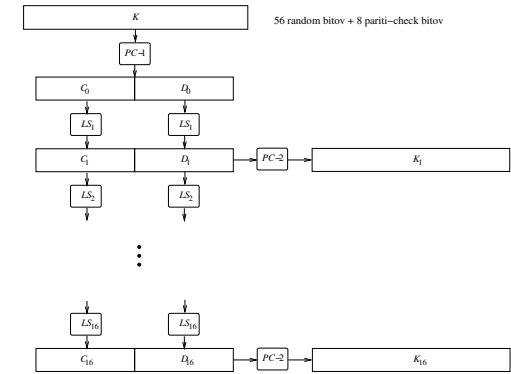 K 56 random bitov + 8 pariti−check bitov
PC−1
C0 D0
LS1 LS1
C1 D1 PC−2 K1
LS2 LS2
LS16 LS16
C16 D16 PC−2 K16